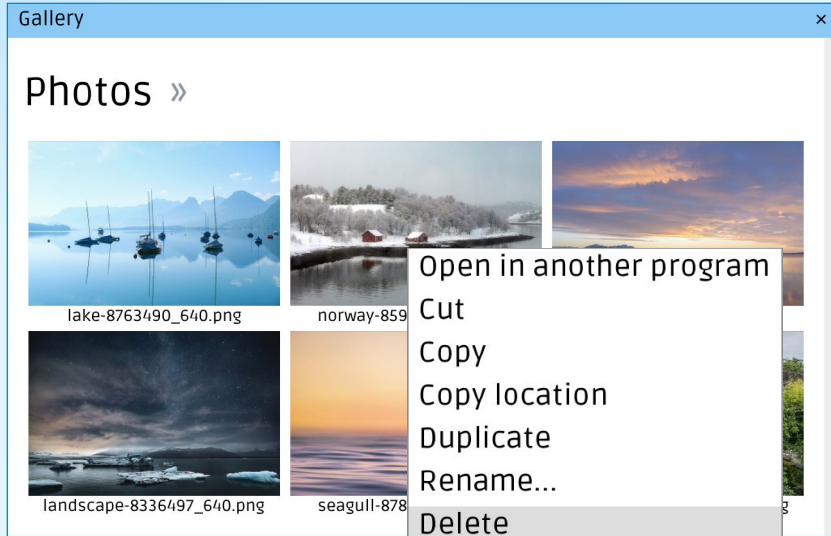 Gallery ×
Photos »
lake-8763490_640.png
norway-859
Open in another program
Cut
Copy
Copy location
Duplicate
Rename...
Delete
landscape-8336497_640.png
seagull-878
g